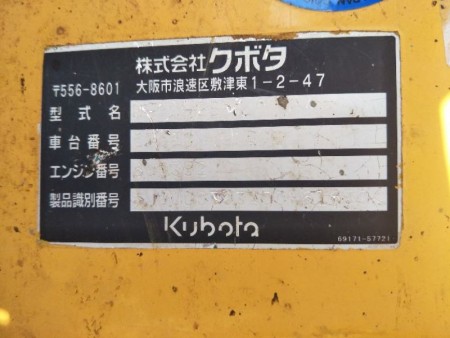 株式会社クボタ
〒556-8601 大阪市浪速区敷津東1-2-47
型式名
車台番号
エンジン番号
製品識別番号
Kubota
69171-57721